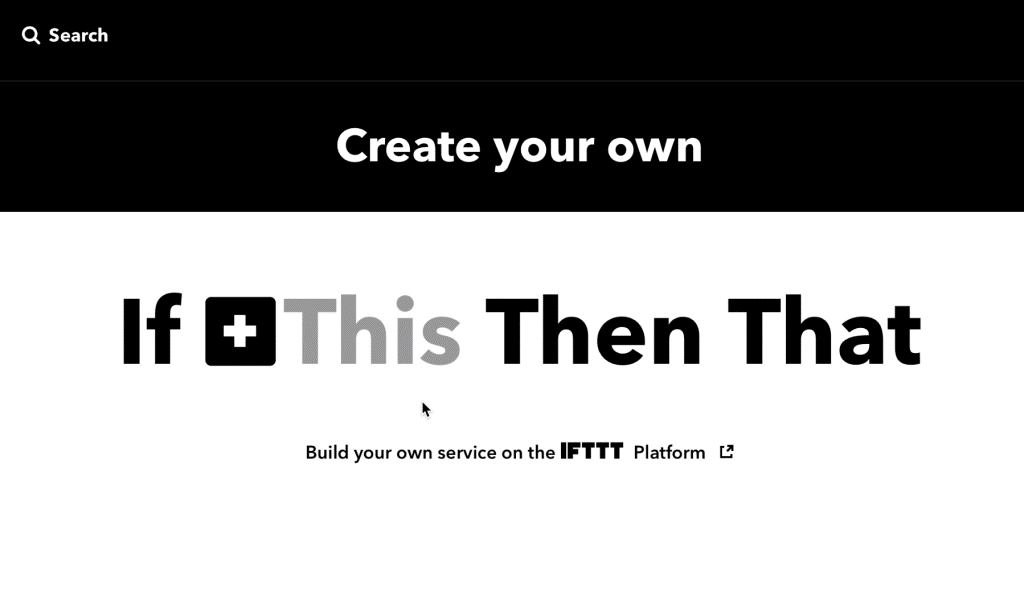 Search
Create your own
If This Then That
Build your own service on the IFTTT Platform